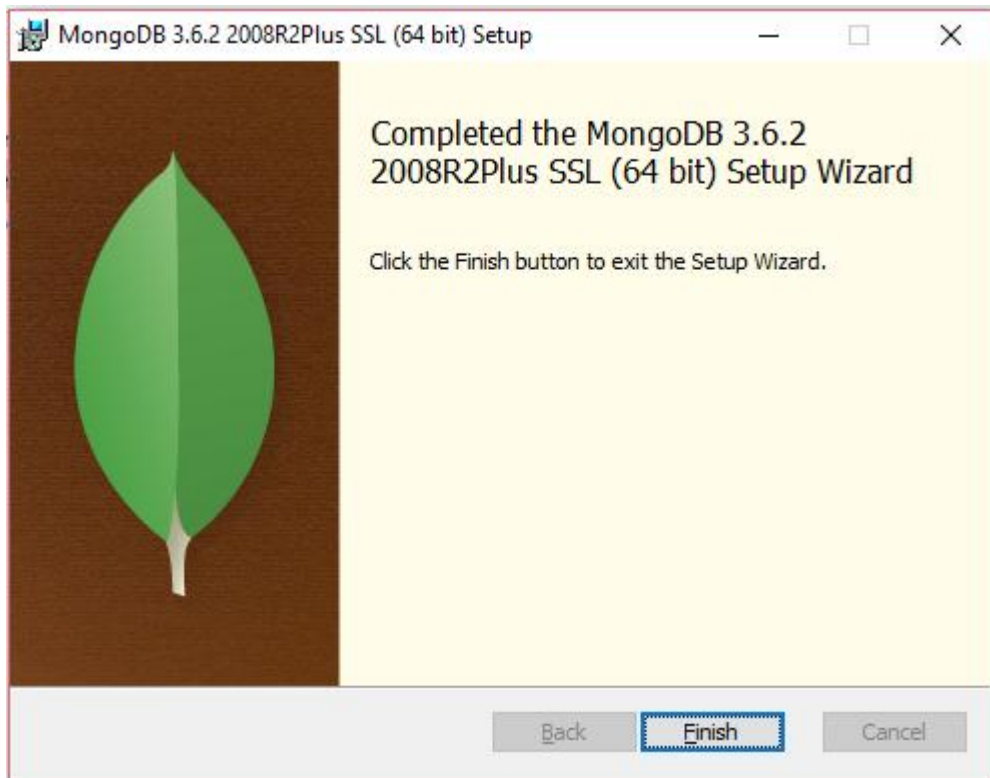 MongoDB 3.6.2 2008R2Plus SSL (64 bit) Setup
Completed the MongoDB 3.6.2
2008R2Plus SSL (64 bit) Setup Wizard
Click the Finish button to exit the Setup Wizard.
Back Finish Cancel